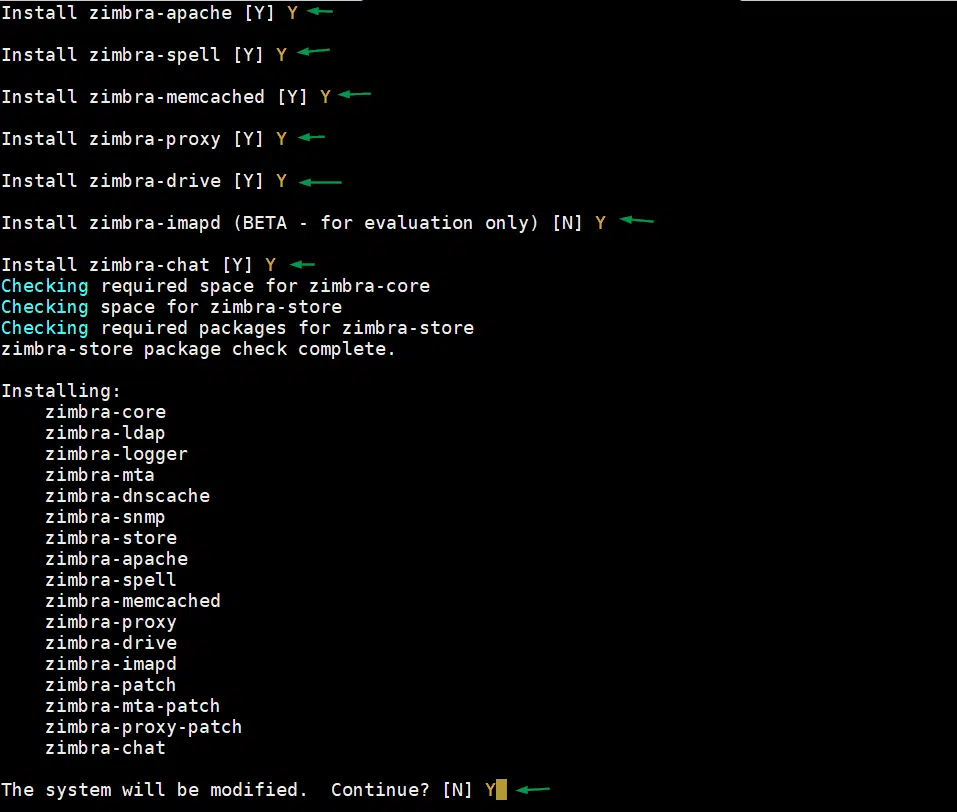 Install zimbra-apache [Y] Y
Install zimbra-spell [Y] Y
Install zimbra-memcached [Y] Y
Install zimbra-proxy [Y] Y
Install zimbra-drive [Y] Y
Install zimbra-imapd (BETA - for evaluation only) [N] Y
Install zimbra-chat [Y] Y
Checking required space for zimbra-core
Checking space for zimbra-store
Checking required packages for zimbra-store
zimbra-store package check complete.
Installing:
zimbra-core
zimbra-ldap
zimbra-logger
zimbra-mta
zimbra-dnscache
zimbra-snmp
zimbra-store
zimbra-apache
zimbra-spell
zimbra-memcached
zimbra-proxy
zimbra-drive
zimbra-imapd
zimbra-patch
zimbra-mta-patch
zimbra-proxy-patch
zimbra-chat
The system will be modified.  Continue? [N] Y